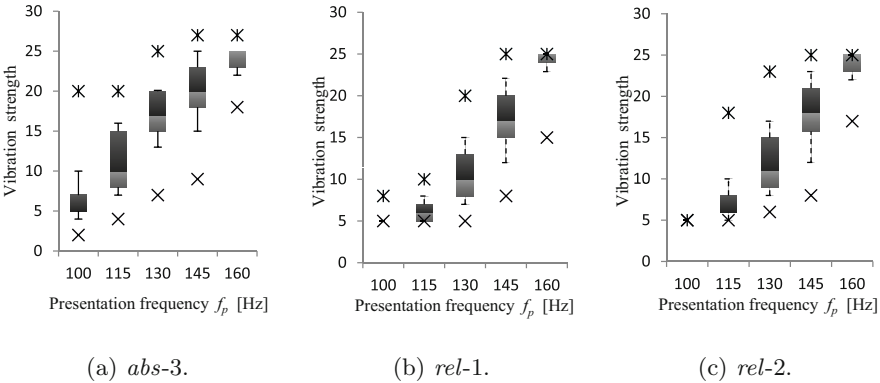 30
25
20
15
10
5
0
Vibration strength
100 115 130 145 160
Presentation frequency fp [Hz]
(a) abs-3.
30
25
20
15
10
5
0
Vibration strength
100 115 130 145 160
Presentation frequency fp [Hz]
(b) rel-1.
30
25
20
15
10
5
0
Vibration strength
100 115 130 145 160
Presentation frequency fp [Hz]
(c) rel-2.